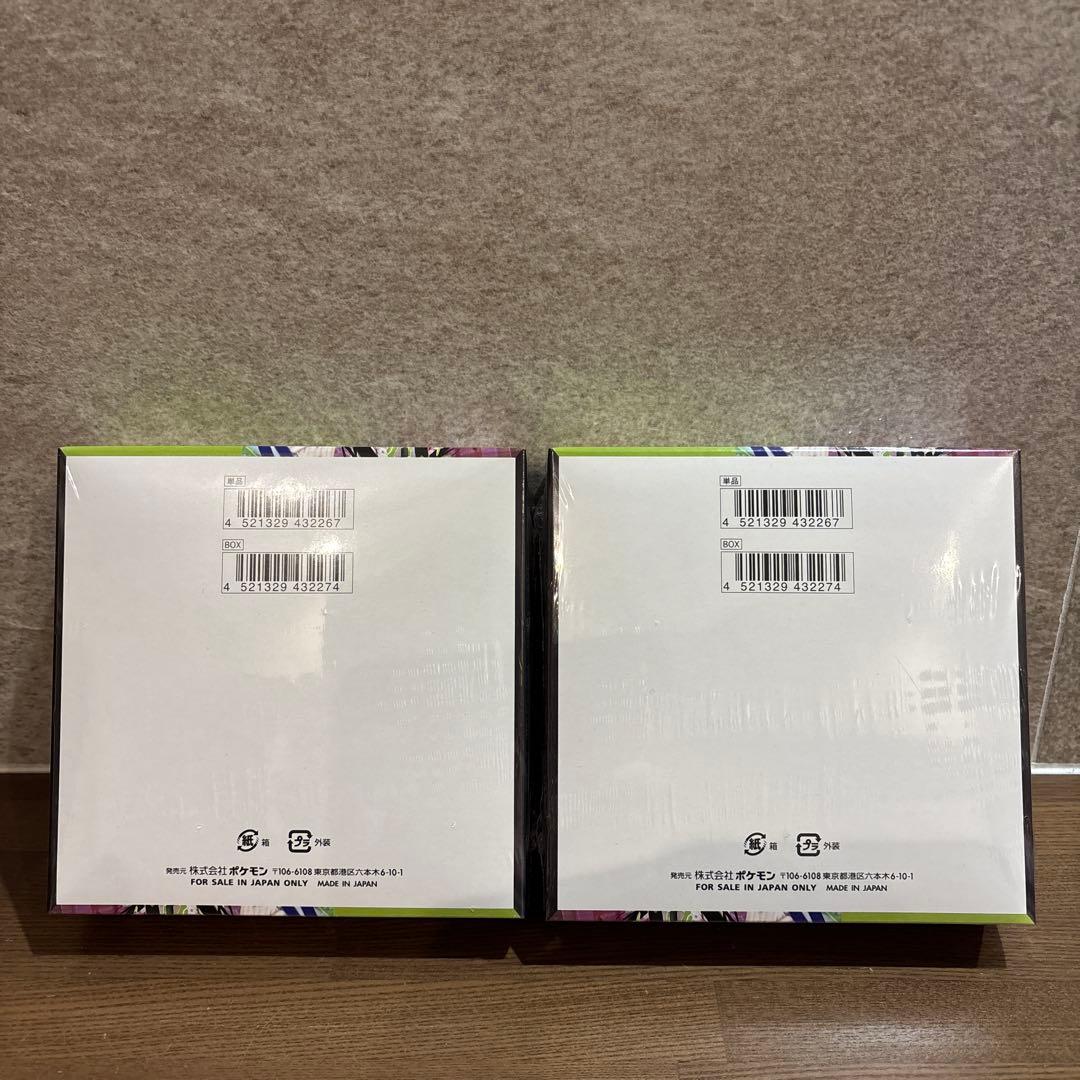 単品
4 521329 432267
BOX
4 521329 432274
紙 箱 プラ 外装
発売元 株式会社ポケモン 〒106-6108 東京都港区六本木6-10-1
FOR SALE IN JAPAN ONLY MADE IN JAPAN
単品
4 521329 432267
BOX
4 521329 432274
紙 箱 プラ 外装
発売元 株式会社ポケモン 〒106-6108 東京都港区六本木6-10-1
FOR SALE IN JAPAN ONLY MADE IN JAPAN